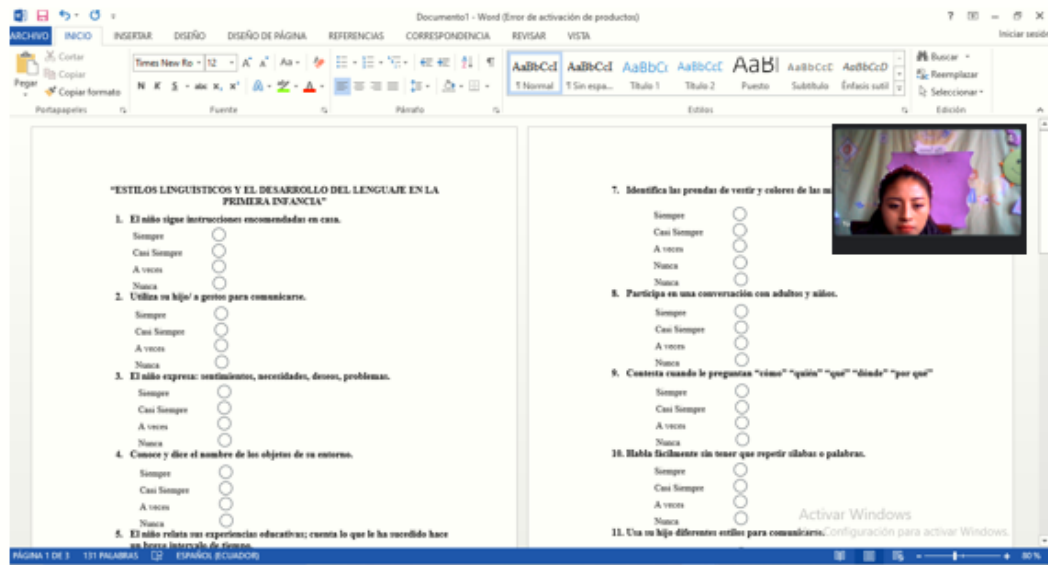 Documento1 - Word (Error de activación de productos)
ARCHIVO INICIO INSERTAR DISEÑO DISEÑO DE PÁGINA REFERENCIAS CORRESPONDENCIA REVISAR VISTA
Iniciar sesió
Cortar
Copiar
Copiar formato
Pegar
Times New Ro 12
N K S abc x, x'
AaBbCcI AaBbCcI AaBbCc AaBbCcC AaBl AaBbCcC AaBbCcD
¶ Normal ¶ Sin espa... Título 1 Título 2 Puesto Subtítulo Énfasis sutil
Buscar
Reemplazar
Seleccionar
Portapapeles Fuente Párrafo Estilos Edición
“ESTILOS LINGUÍSTICOS Y EL DESARROLLO DEL LENGUAJE EN LA
PRIMERA INFANCIA”
1. El niño sigue instrucciones encomendadas en casa.
Siempre
Casi Siempre
A veces
Nunca
2. Utiliza su hijo/ a gestos para comunicarse.
Siempre
Casi Siempre
A veces
Nunca
3. El niño expresa: sentimientos, necesidades, deseos, problemas.
Siempre
Casi Siempre
A veces
Nunca
4. Conoce y dice el nombre de los objetos de su entorno.
Siempre
Casi Siempre
A veces
Nunca
5. El niño relata sus experiencias educativas; cuenta lo que le ha sucedido hace
un breve intervalo de tiempo.
7. Identifica las prendas de vestir y colores de las
Siempre
Casi Siempre
A veces
Nunca
Nunca
8. Participa en una conversación con adultos y niños.
Siempre
Casi Siempre
A veces
Nunca
9. Contesta cuando le preguntan “cómo” “quién” “qué” “dónde” “por qué”
Siempre
Casi Siempre
A veces
Nunca
10. Habla fácilmente sin tener que repetir sílabas o palabras.
Siempre
Casi Siempre
A veces
Nunca
11. Usa su hijo diferentes estilos para comunicarse.
Activar Windows
Configuración para activar Windows.
PÁGINA 1 DE 3 131 PALABRAS ESPAÑOL (ECUADOR)
80%